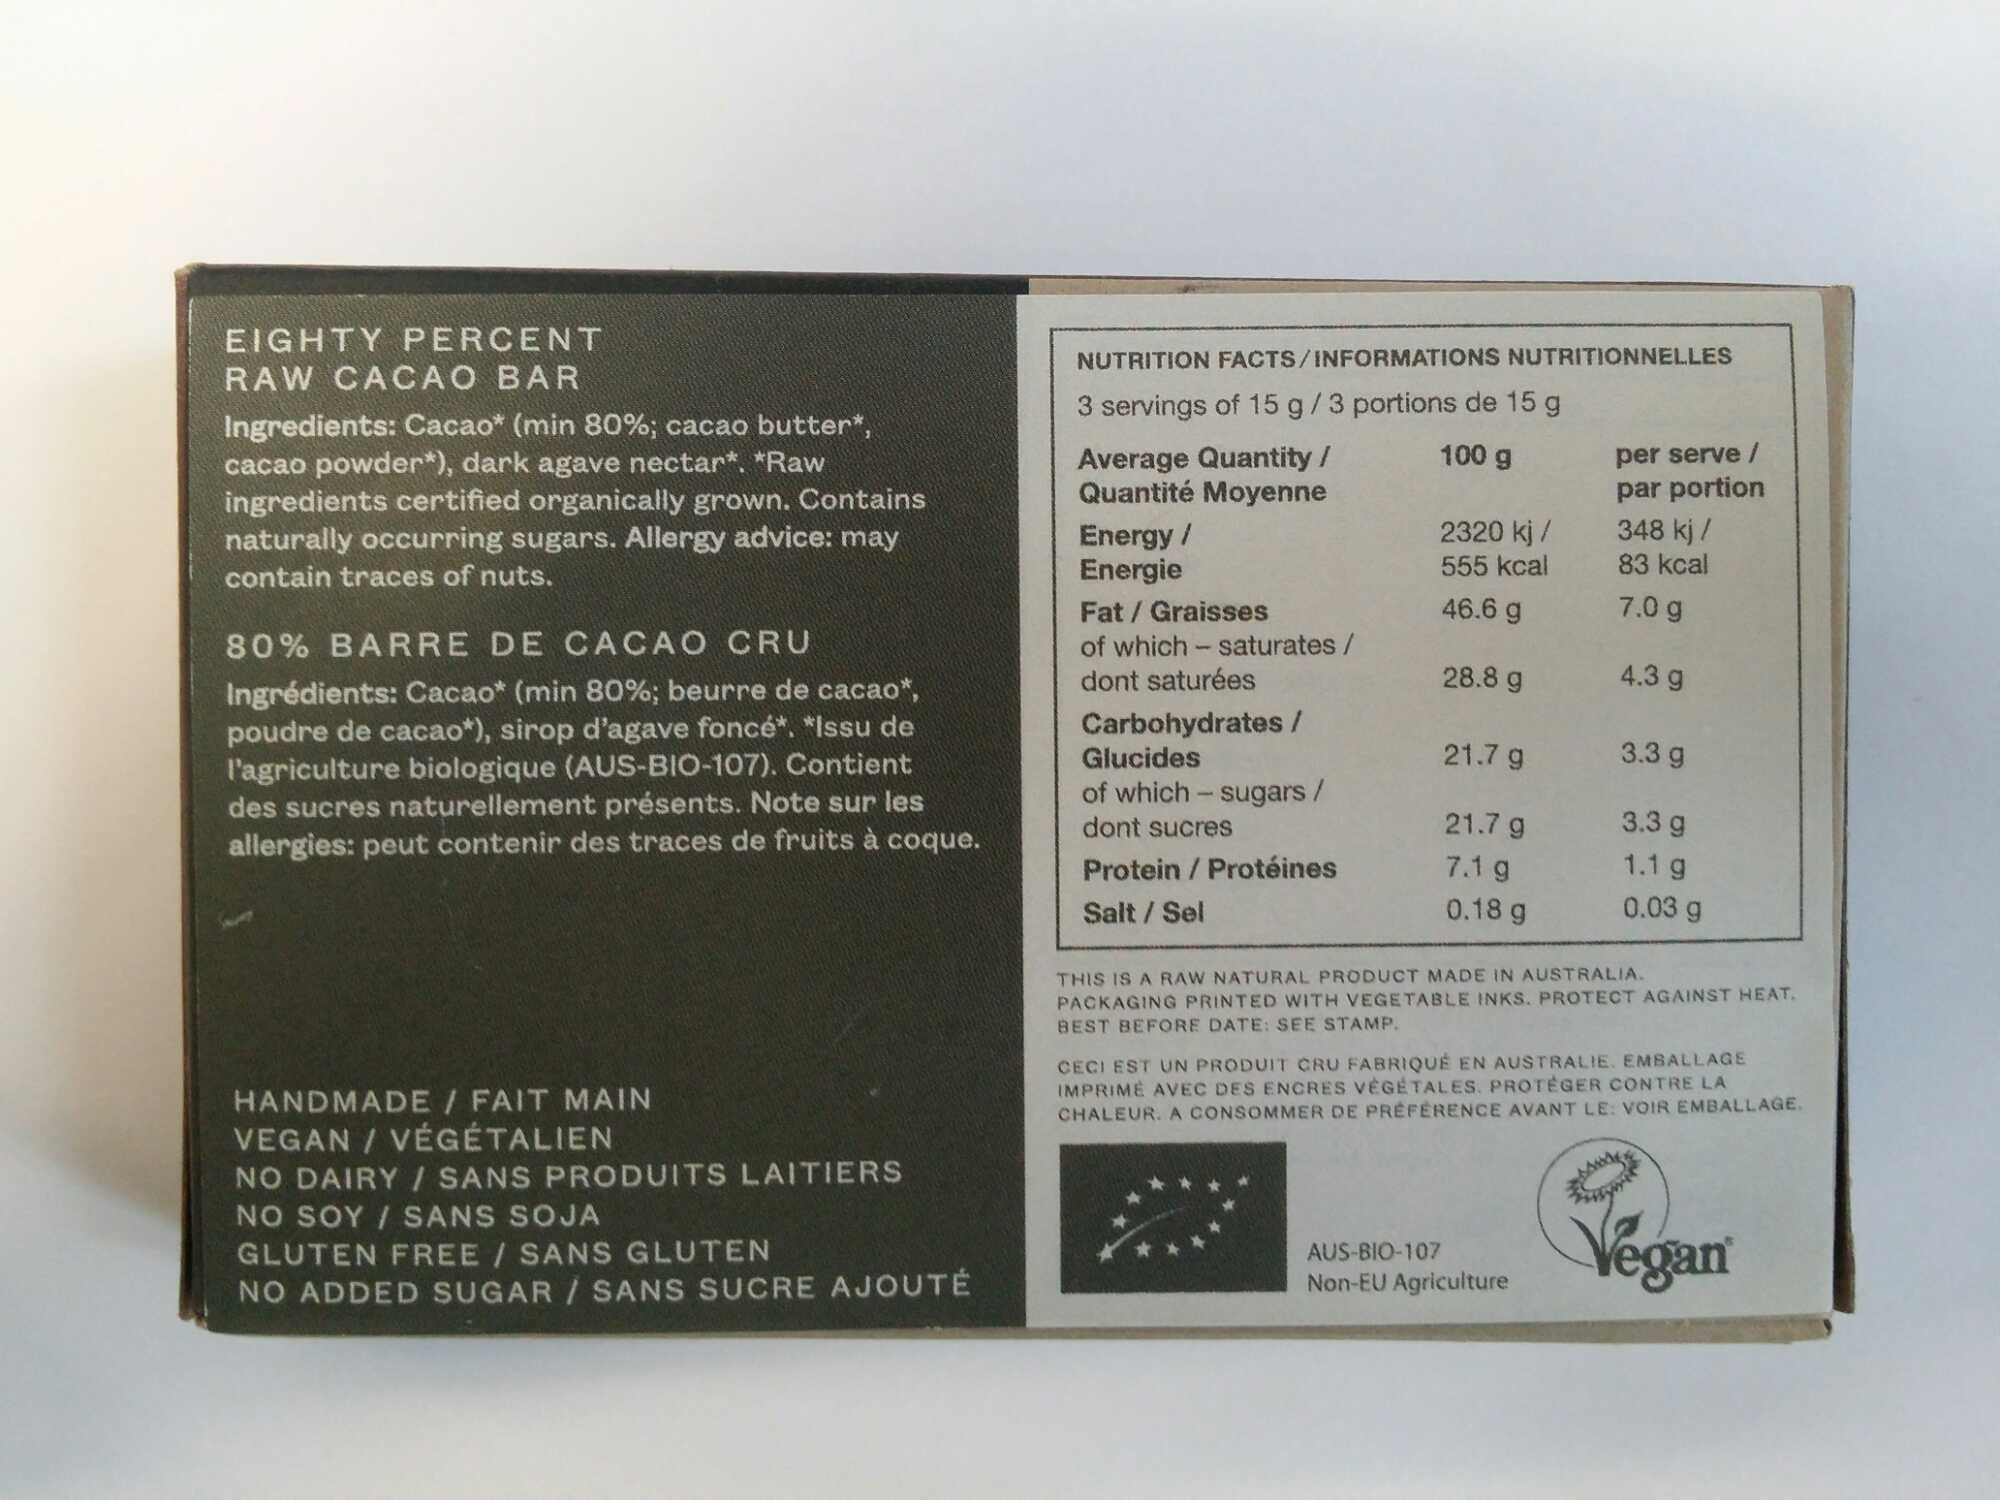 EIGHTY PERCENT
RAW CACAO BAR
Ingredients: Cacao* (min 80%; cacao butter*,
cacao powder*), dark agave nectar*. *Raw
ingredients certified organically grown. Contains
naturally occurring sugars. Allergy advice: may
contain traces of nuts.
80% BARRE DE CACAO CRU
Ingrédients: Cacao* (min 80%; beurre de cacao*,
poudre de cacao*), sirop d'agave foncé*. *Issu de
l'agriculture biologique (AUS-BIO-107). Contient
des sucres naturellement présents. Note sur les
allergies: peut contenir des traces de fruits à coque.
HANDMADE / FAIT MAIN
VEGAN / VÉGÉTALIEN
NO DAIRY / SANS PRODUITS LAITIERS
NO SOY / SANS SOJA
GLUTEN FREE / SANS GLUTEN
NO ADDED SUGAR / SANS SUCRE AJOUTÉ
NUTRITION FACTS/INFORMATIONS NUTRITIONNELLES
3 servings of 15 g / 3 portions de 15 g
Average Quantity / 100 g per serve /
Quantité Moyenne par portion
Energy / 2320 kj / 348 kj /
Energie 555 kcal 83 kcal
Fat / Graisses 46.6 g 7.0 g
of which – saturates /
dont saturées 28.8 g 4.3 g
Carbohydrates /
Glucides 21.7 g 3.3 g
of which – sugars /
dont sucres 21.7 g 3.3 g
Protein / Protéines 7.1 g 1.1 g
Salt / Sel 0.18 g 0.03 g
THIS IS A RAW NATURAL PRODUCT MADE IN AUSTRALIA.
PACKAGING PRINTED WITH VEGETABLE INKS. PROTECT AGAINST HEAT.
BEST BEFORE DATE: SEE STAMP.
CECI EST UN PRODUIT CRU FABRIQUÉ EN AUSTRALIE. EMBALLAGE
IMPRIMÉ AVEC DES ENCRES VÉGÉTALES. PROTÉGER CONTRE LA
CHALEUR. A CONSOMMER DE PRÉFÉRENCE AVANT LE: VOIR EMBALLAGE.
AUS-BIO-107
Non-EU Agriculture
Vegan®